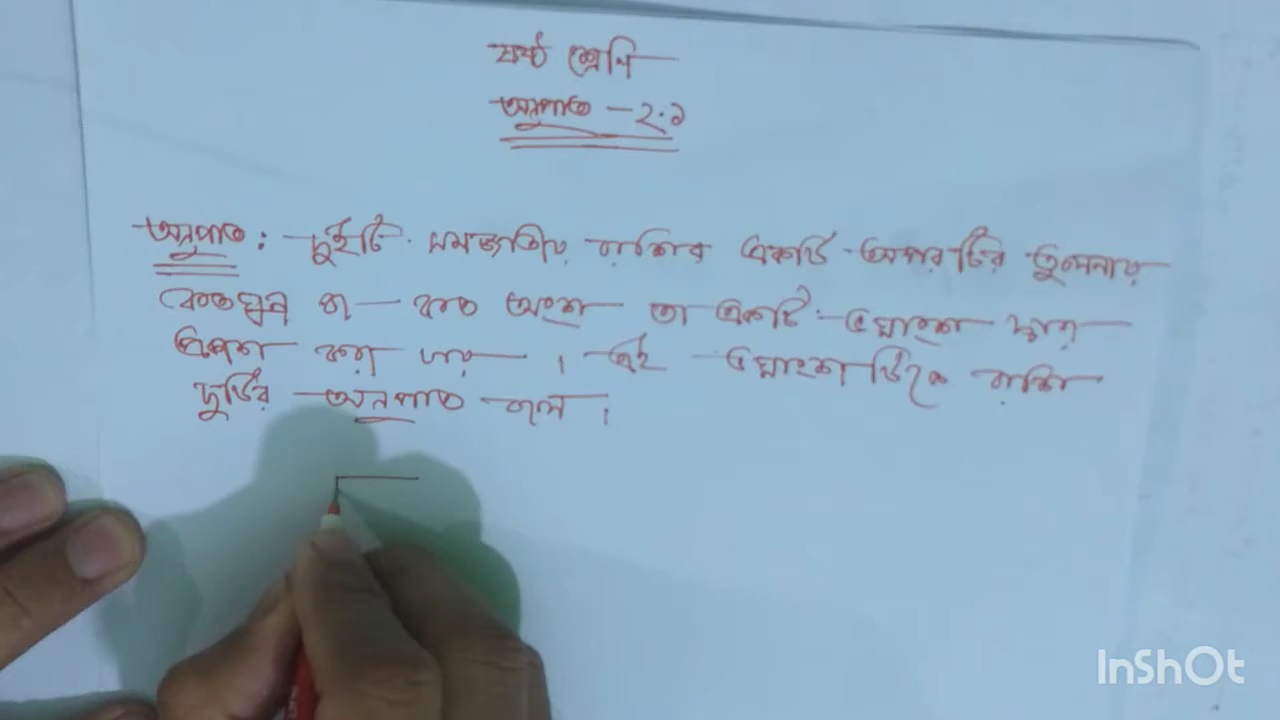 ষষ্ঠ শ্রেণি
অনুপাত - ২.১
অনুপাত : দুইটি সমজাতীয় রাশির একটি অপরটির তুলনায়
কতগুন বা কত অংশ তা একটি ভগ্নাংশ দ্বারা
প্রকাশ করা যায় । এই ভগ্নাংশটিকে রাশি
দুটির অনুপাত বলে ।
InShOt